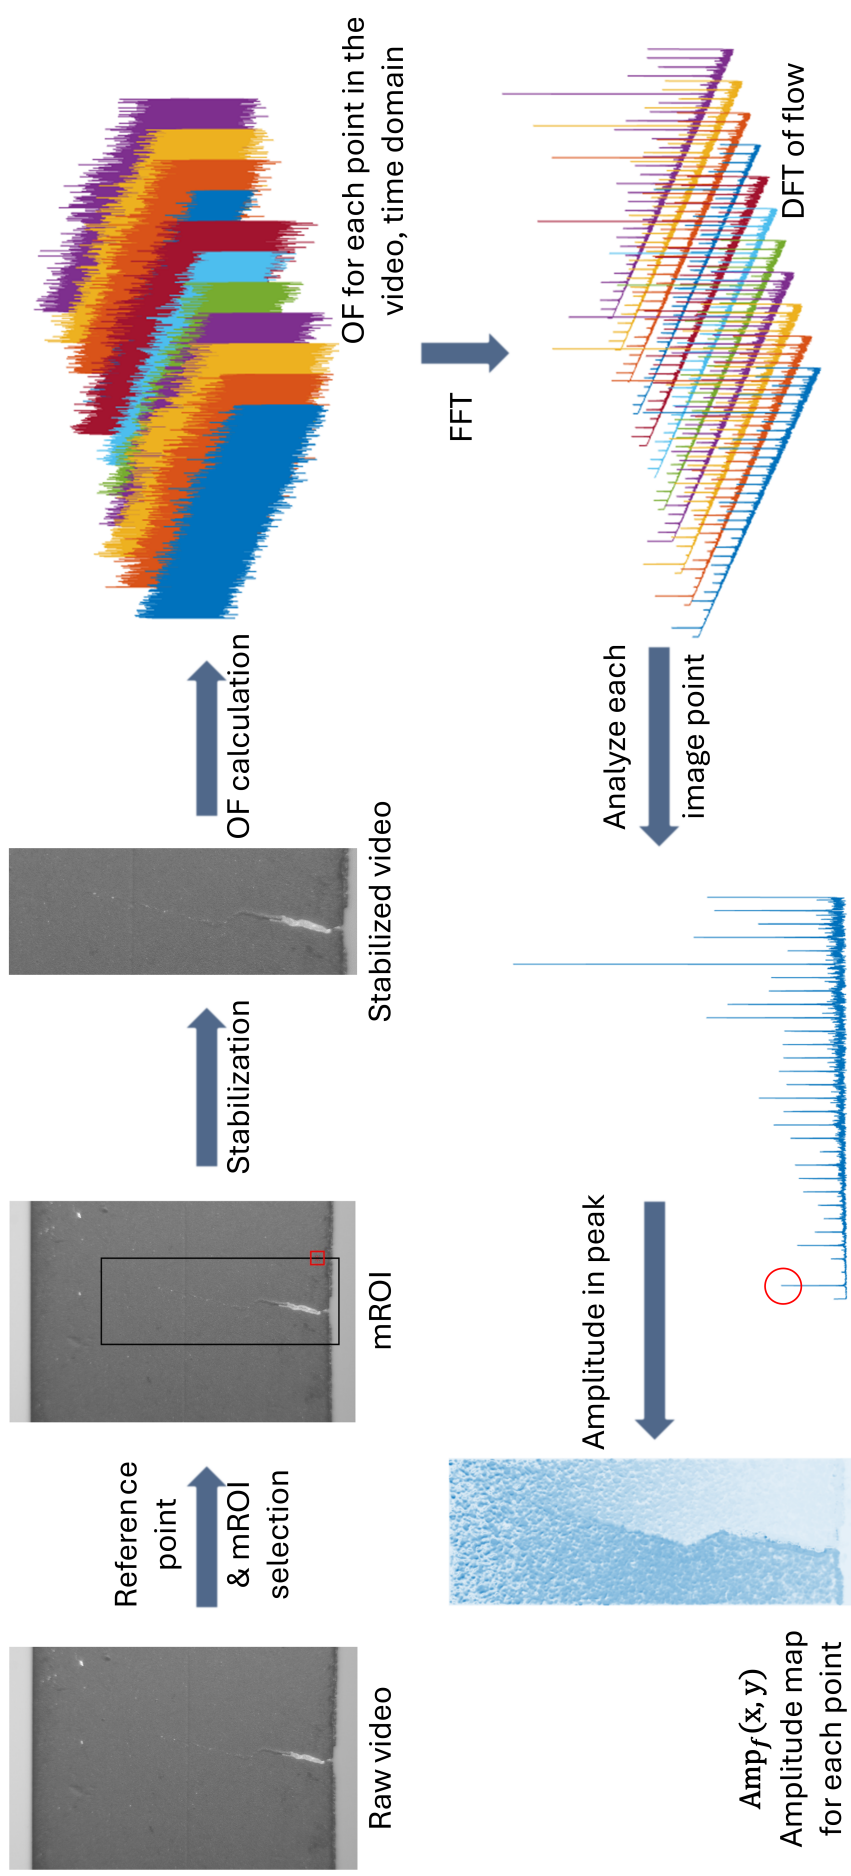 Raw video
Reference
point
& mROI
selection
mROI
Stabilization
Stabilized video
OF calculation
OF for each point in the
video, time domain
FFT
DFT of flow
Analyze each
image point
Amplitude in peak
Amp_f(x, y)
Amplitude map
for each point